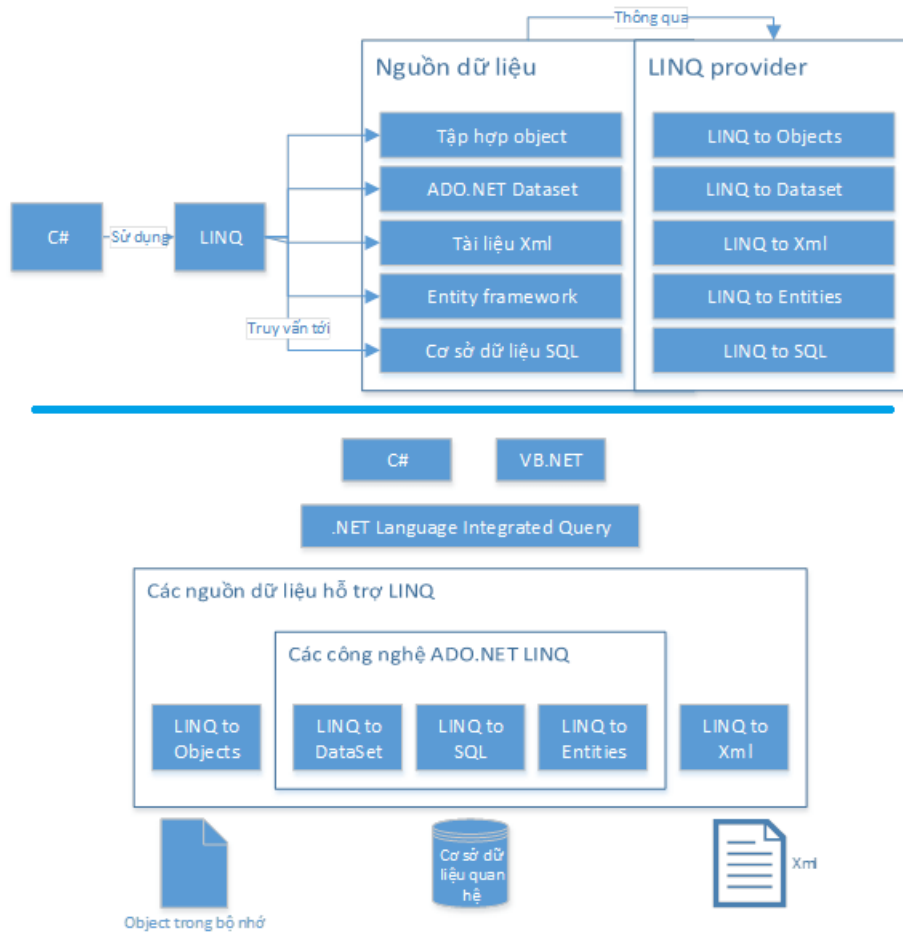 Thông qua
Nguồn dữ liệu
LINQ provider
Tập hợp object
LINQ to Objects
ADO.NET Dataset
LINQ to Dataset
C#
Sử dụng
LINQ
Tài liệu Xml
LINQ to Xml
Entity framework
LINQ to Entities
Truy vấn tới
Cơ sở dữ liệu SQL
LINQ to SQL
C#
VB.NET
.NET Language Integrated Query
Các nguồn dữ liệu hỗ trợ LINQ
Các công nghệ ADO.NET LINQ
LINQ to
Objects
LINQ to
DataSet
LINQ to
SQL
LINQ to
Entities
LINQ to
Xml
Object trong bộ nhớ
Cơ sở dữ
liệu quan
hệ
Xml